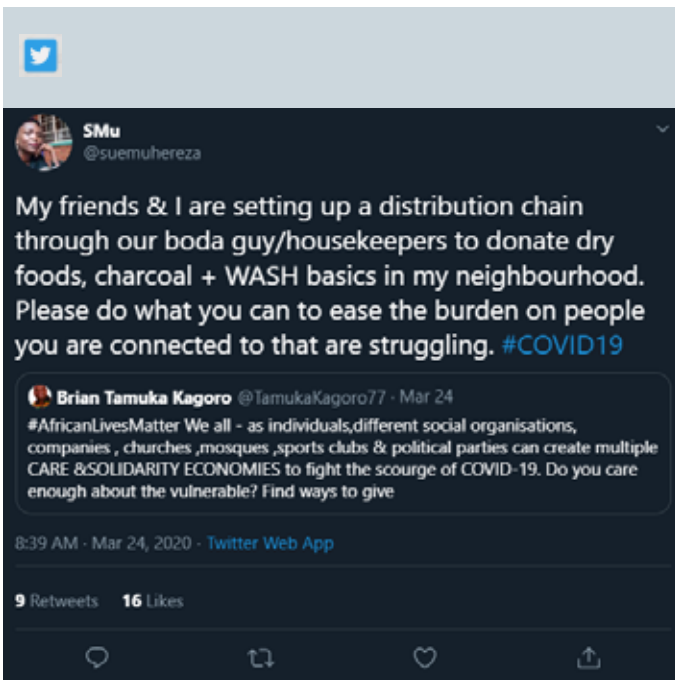 SMu
@suemuhereza
My friends & I are setting up a distribution chain
through our boda guy/housekeepers to donate dry
foods, charcoal + WASH basics in my neighbourhood.
Please do what you can to ease the burden on people
you are connected to that are struggling. #COVID19
Brian Tamuka Kagoro @TamukaKagoro77 · Mar 24
#AfricanLivesMatter We all - as individuals,different social organisations,
companies , churches ,mosques ,sports clubs & political parties can create multiple
CARE &SOLIDARITY ECONOMIES to fight the scourge of COVID-19. Do you care
enough about the vulnerable? Find ways to give
8:39 AM · Mar 24, 2020 · Twitter Web App
9 Retweets 16 Likes